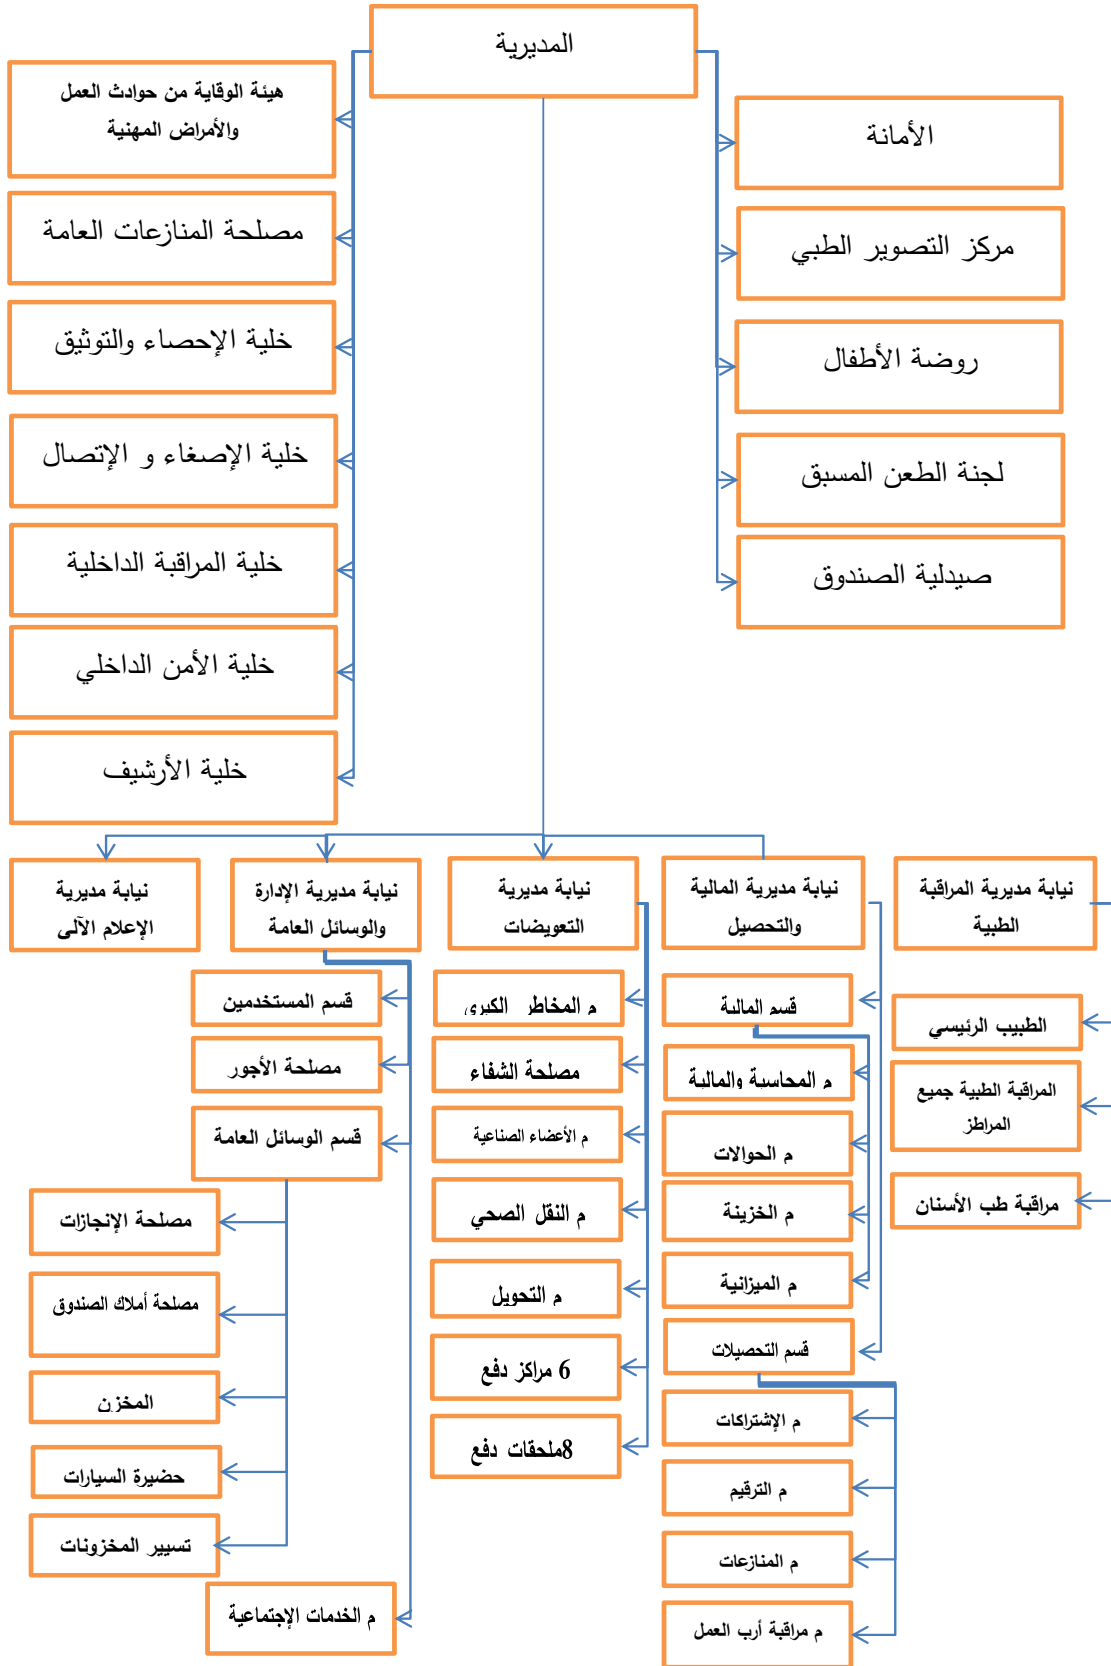 المديرية
الأمانة
مركز التصوير الطبي
روضة الأطفال
لجنة الطعن المسبق
صيدلية الصندوق
هيئة الوقاية من حوادث العمل
والأمراض المهنية
مصلحة المنازعات العامة
خلية الإحصاء والتوثيق
خلية الإصغاء و الإتصال
خلية المراقبة الداخلية
خلية الأمن الداخلي
خلية الأرشيف
نيابة مديرية المراقبة
الطبية
الطبيب الرئيسي
المراقبة الطبية جميع
المراطز
مراقبة طب الأسنان
نيابة مديرية المالية
والتحصيل
قسم المالية
م المحاسبة والمالية
م الحوالات
م الخزينة
م الميزانية
قسم التحصيلات
م الإشتراكات
م الترقيم
م المنازعات
م مراقبة أرب العمل
نيابة مديرية
التعويضات
م المخاطر الكبرى
مصلحة الشفاء
م الأعضاء الصناعية
م النقل الصحي
م التحويل
6 مراكز دفع
8ملحقات دفع
نيابة مديرية الإدارة
والوسائل العامة
قسم المستخدمين
مصلحة الأجور
قسم الوسائل العامة
مصلحة الإنجازات
مصلحة أملاك الصندوق
المخزن
حضيرة السيارات
تسيير المخزونات
م الخدمات الإجتماعية
نيابة مديرية
الإعلام الآلى